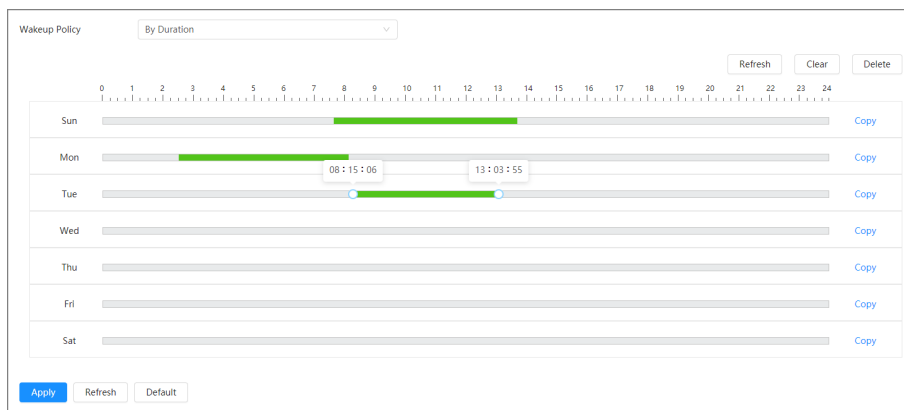 Wakeup Policy By Duration
Refresh Clear Delete
0 1 2 3 4 5 6 7 8 9 10 11 12 13 14 15 16 17 18 19 20 21 22 23 24
Sun Copy
Mon Copy
08:15:06 13:03:55
Tue Copy
Wed Copy
Thu Copy
Fri Copy
Sat Copy
Apply Refresh Default